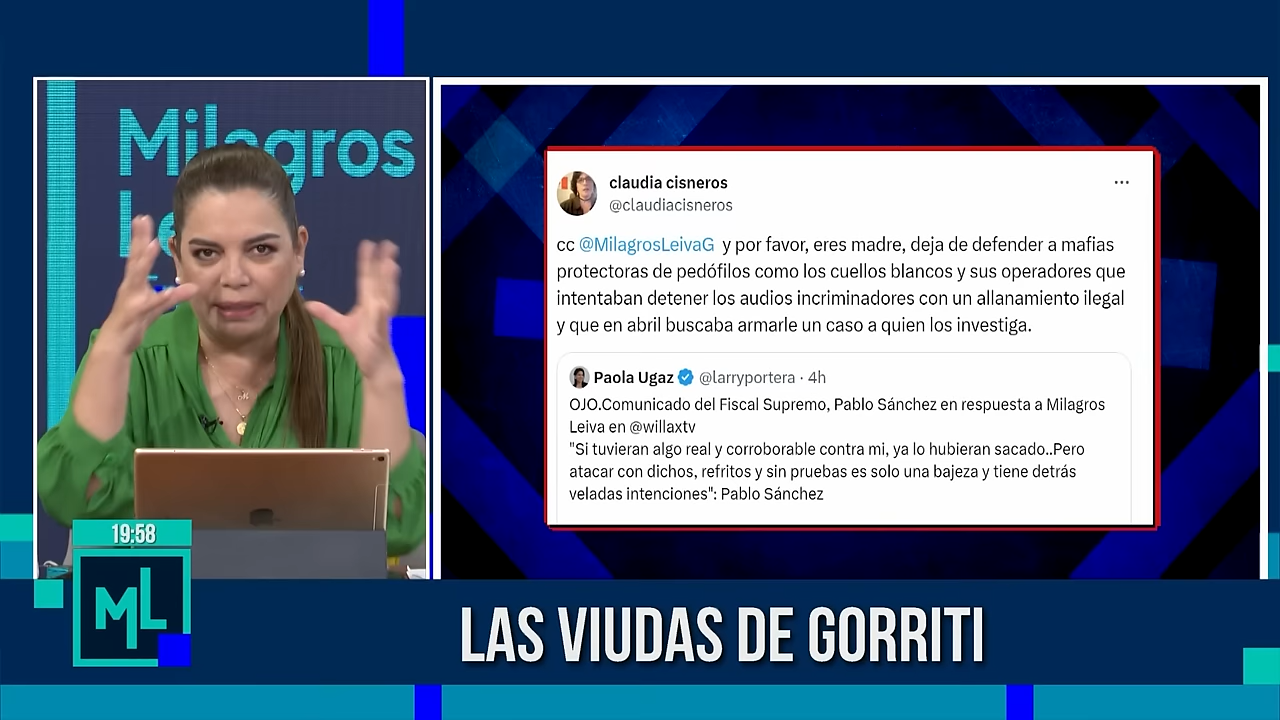 Milagros
Le
claudia cisneros
@claudiacisneros
cc @MilagrosLeivaG y por favor, eres madre, deja de defender a mafias
protectoras de pedófilos como los cuellos blancos y sus operadores que
intentaban detener los audios incriminadores con un allanamiento ilegal
y que en abril buscaba armarle un caso a quien los investiga.
Paola Ugaz @larryportera · 4h
OJO.Comunicado del Fiscal Supremo, Pablo Sánchez en respuesta a Milagros
Leiva en @willaxtv
"Si tuvieran algo real y corroborable contra mi, ya lo hubieran sacado..Pero
atacar con dichos, refritos y sin pruebas es solo una bajeza y tiene detrás
veladas intenciones": Pablo Sánchez
19:58
ML
LAS VIUDAS DE GORRITI